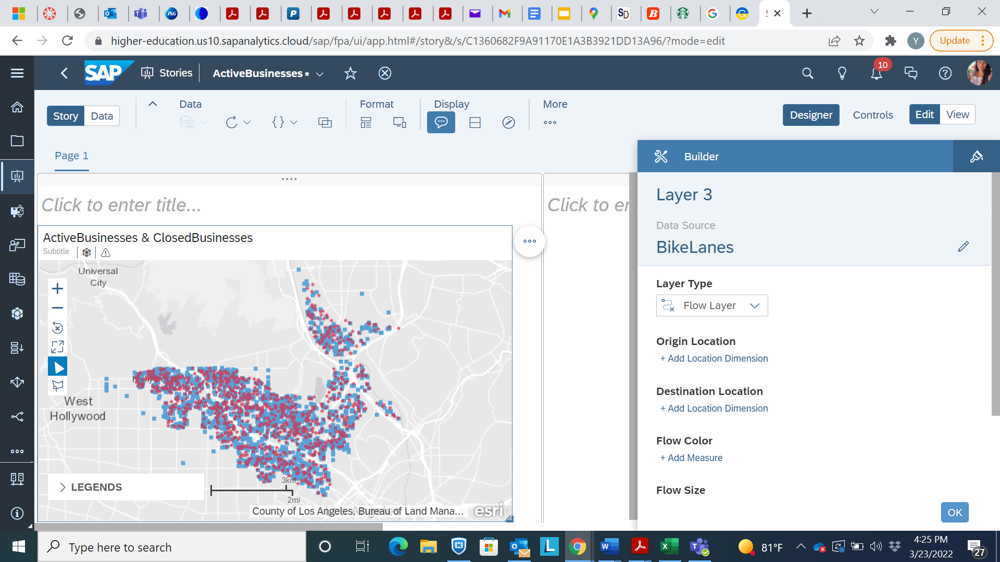 higher-education.us10.sapanalytics.cloud/sap/fpa/ui/app.html#/story&/s/C1360682F9A91170E1A3B3921DD13A96/?mode=edit
Y
Update
SAP
Stories
ActiveBusinesses *
10
Story
Data
Data
Format
Display
More
Designer
Controls
Edit
View
Page 1
Builder
Click to enter title...
Click to er
Layer 3
Data Source
BikeLanes
ActiveBusinesses & ClosedBusinesses
Subtitle
Universal
City
West
Hollywood
LEGENDS
3km
2mi
County of Los Angeles, Bureau of Land Mana...
esri
Layer Type
Flow Layer
Origin Location
+ Add Location Dimension
Destination Location
+ Add Location Dimension
Flow Color
+ Add Measure
Flow Size
OK
Type here to search
81°F
4:25 PM
3/23/2022
27